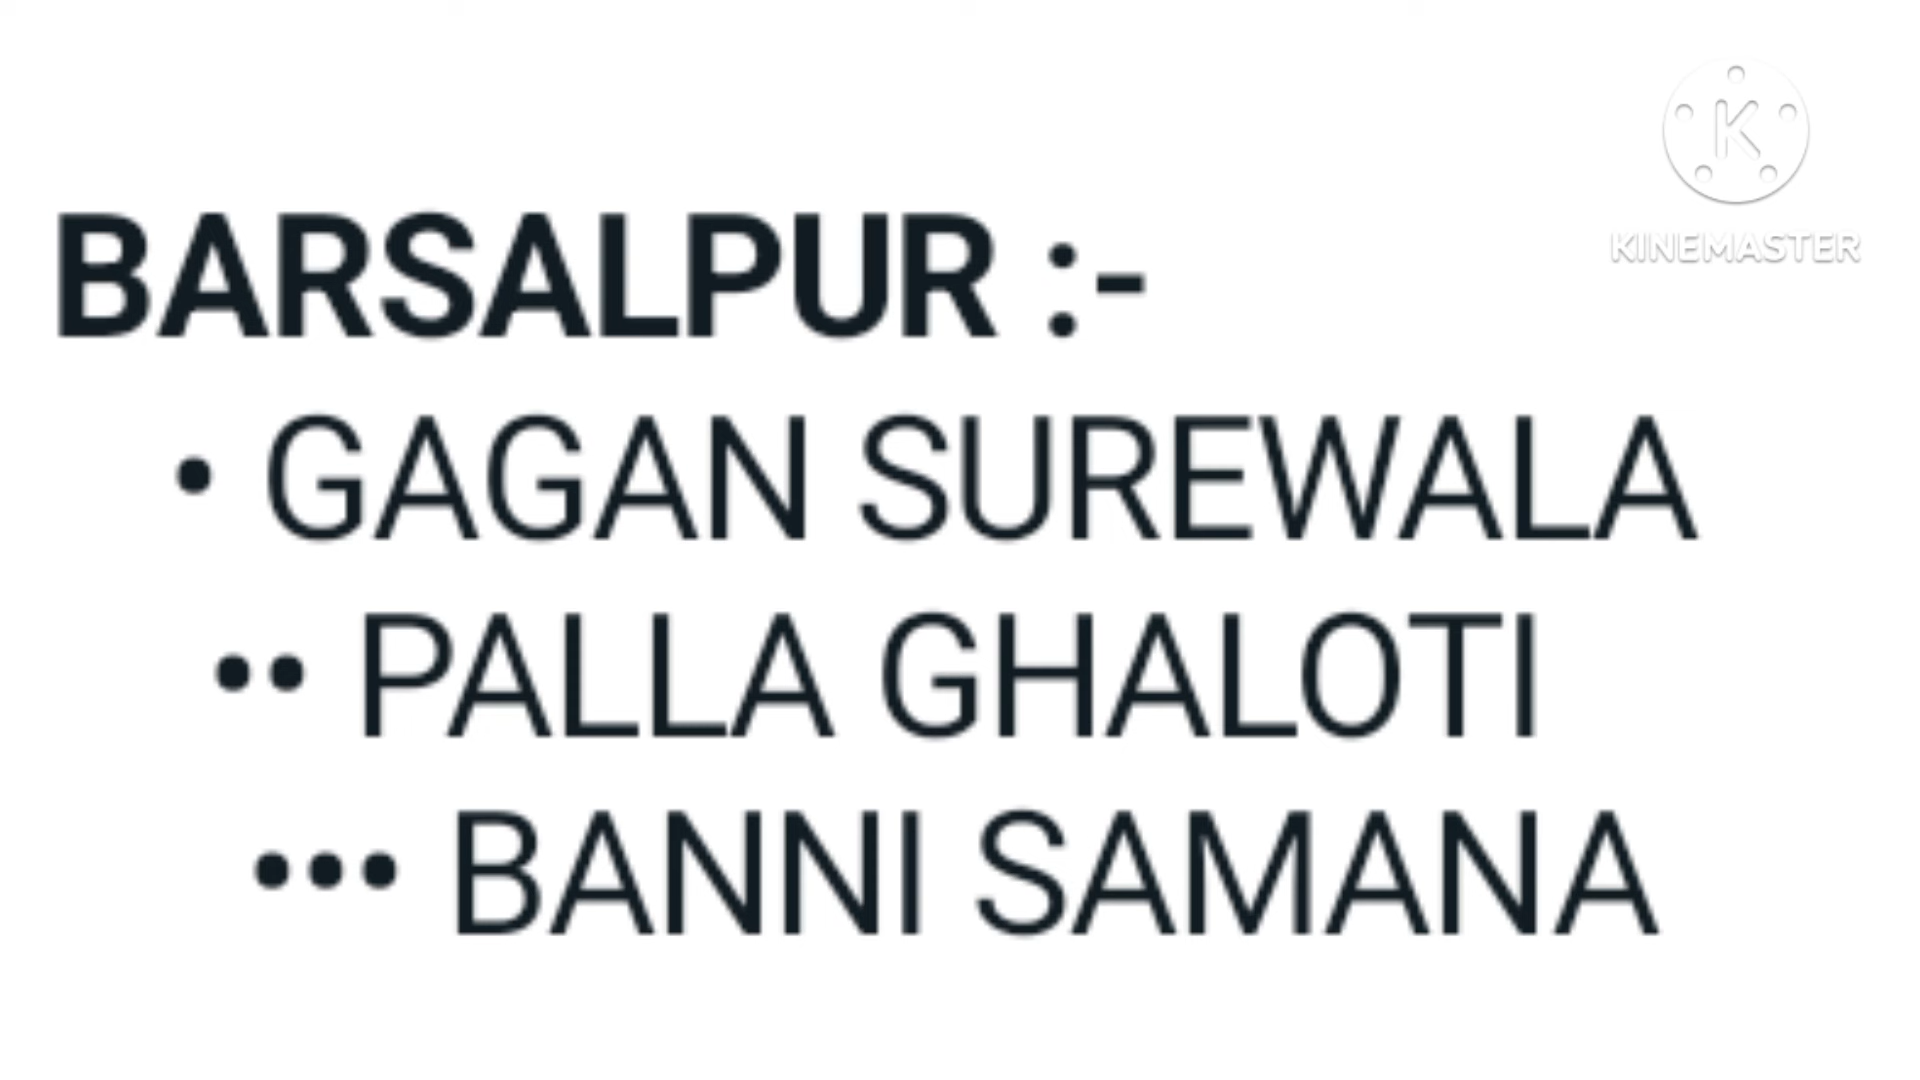 K
KINEMASTER
BARSALPUR :-
• GAGAN SUREWALA
•• PALLA GHALOTI
••• BANNI SAMANA